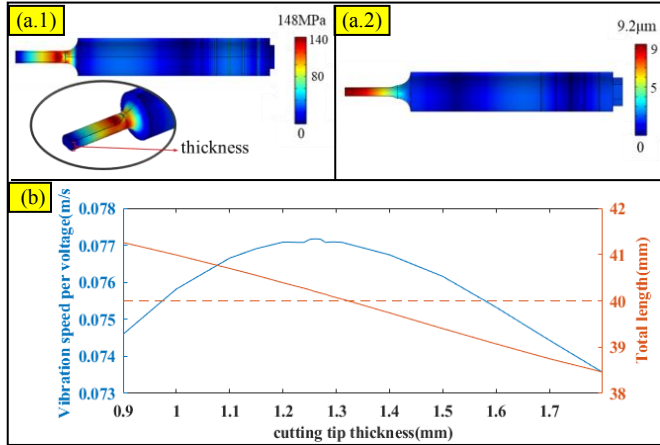 (a.1)
148MPa
140
80
0
thickness
(a.2)
9.2μm
9
5
0
(b)
Vibration speed per voltage(m/s
0.078
0.077
0.076
0.075
0.074
0.073
0.9 1 1.1 1.2 1.3 1.4 1.5 1.6 1.7
cutting tip thickness(mm)
42
41
40
39
38
Total length(mm)